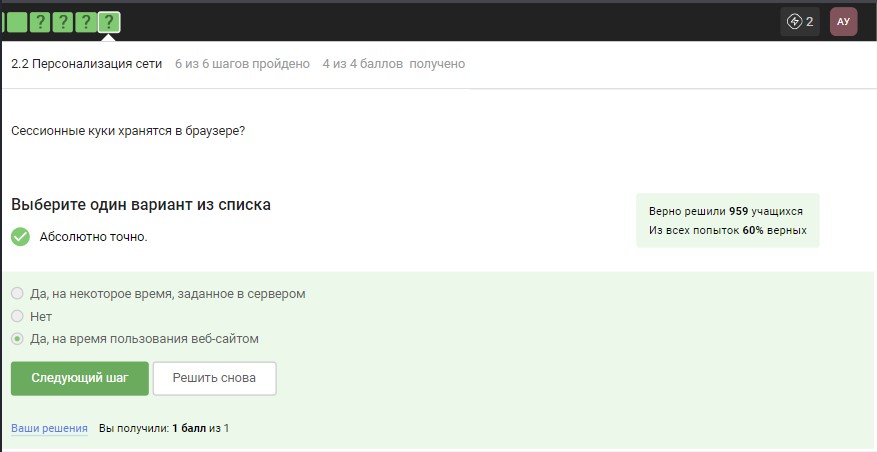 ? ? ? ?
2
АУ
2.2 Персонализация сети 6 из 6 шагов пройдено 4 из 4 баллов получено
Сессионные куки хранятся в браузере?
Выберите один вариант из списка
Абсолютно точно.
Верно решили 959 учащихся
Из всех попыток 60% верных
Да, на некоторое время, заданное в сервером
Нет
Да, на время пользования веб-сайтом
Следующий шаг
Решить снова
Ваши решения Вы получили: 1 балл из 1